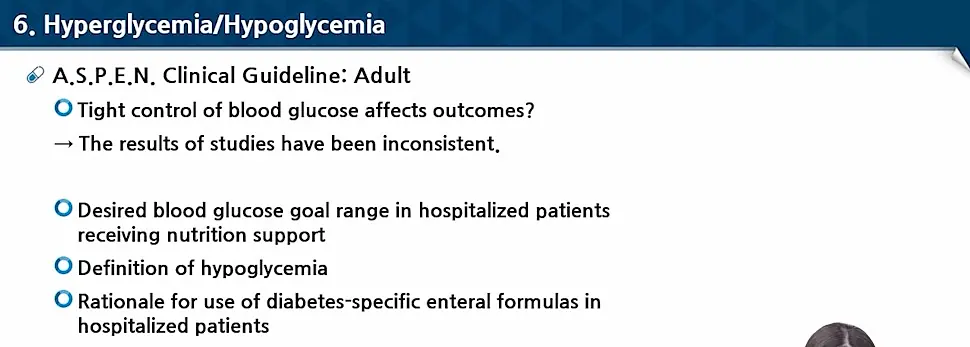 6. Hyperglycemia/Hypoglycemia
A.S.P.E.N. Clinical Guideline: Adult
Tight control of blood glucose affects outcomes?
→ The results of studies have been inconsistent.
Desired blood glucose goal range in hospitalized patients
receiving nutrition support
Definition of hypoglycemia
Rationale for use of diabetes-specific enteral formulas in
hospitalized patients